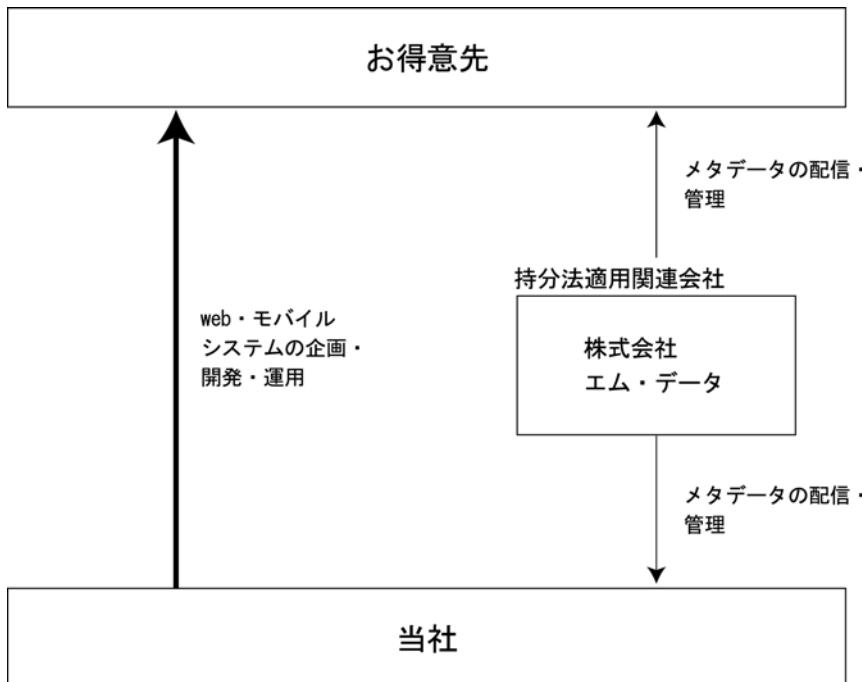 お得意先
メタデータの配信・
管理
持分法適用関連会社
web・モバイル
システムの企画・
開発・運用
株式会社
エム・データ
メタデータの配信・
管理
当社